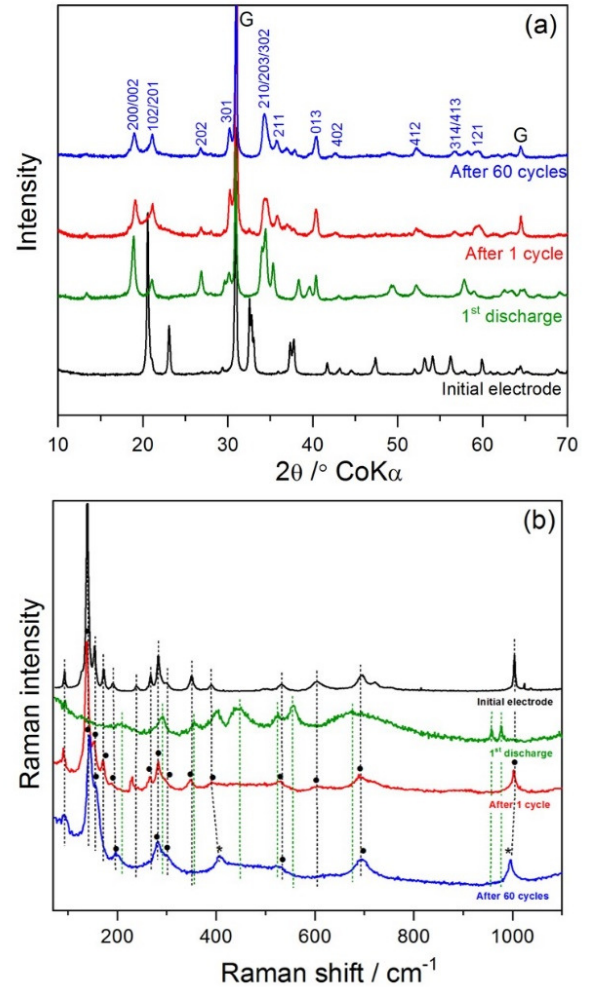 (a)
G
200/002
102/201
202
301
210/203/302
211
013
402
412
314/413
121
G
After 60 cycles
After 1 cycle
1st discharge
Initial electrode
Intensity
10 20 30 40 50 60 70
2θ /° CoKα
(b)
Initial electrode
1st discharge
After 1 cycle
* *
After 60 cycles
Raman intensity
200 400 600 800 1000
Raman shift / cm-1